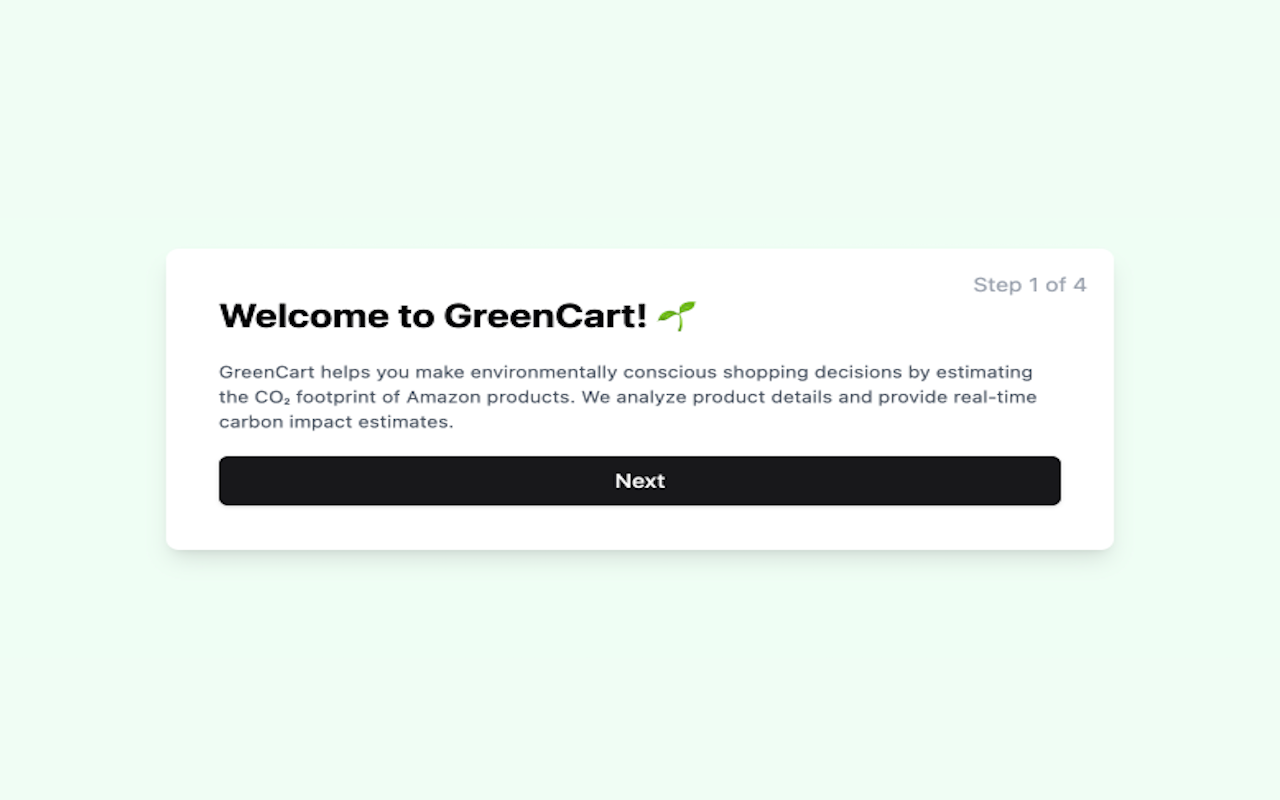 Step 1 of 4
Welcome to GreenCart! 🌱
GreenCart helps you make environmentally conscious shopping decisions by estimating
the CO₂ footprint of Amazon products. We analyze product details and provide real-time
carbon impact estimates.
Next